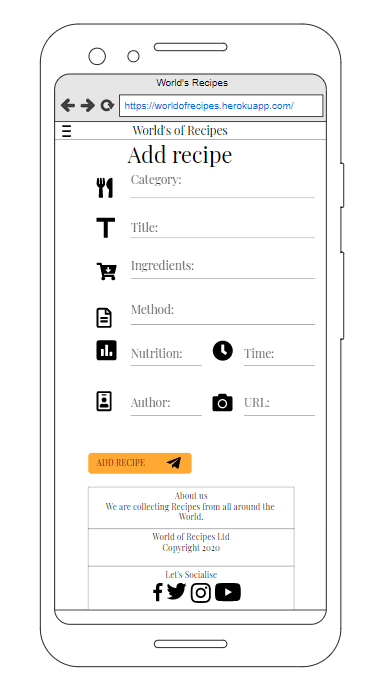 World's Recipes
https://worldofrecipes.herokuapp.com/
World's of Recipes
Add recipe
Category:
Title:
Ingredients:
Method:
Nutrition: Time:
Author: URL:
ADD RECIPE
About us
We are collecting Recipes from all around the
World.
World of Recipes Ltd
Copyright 2020
Let's Socialise